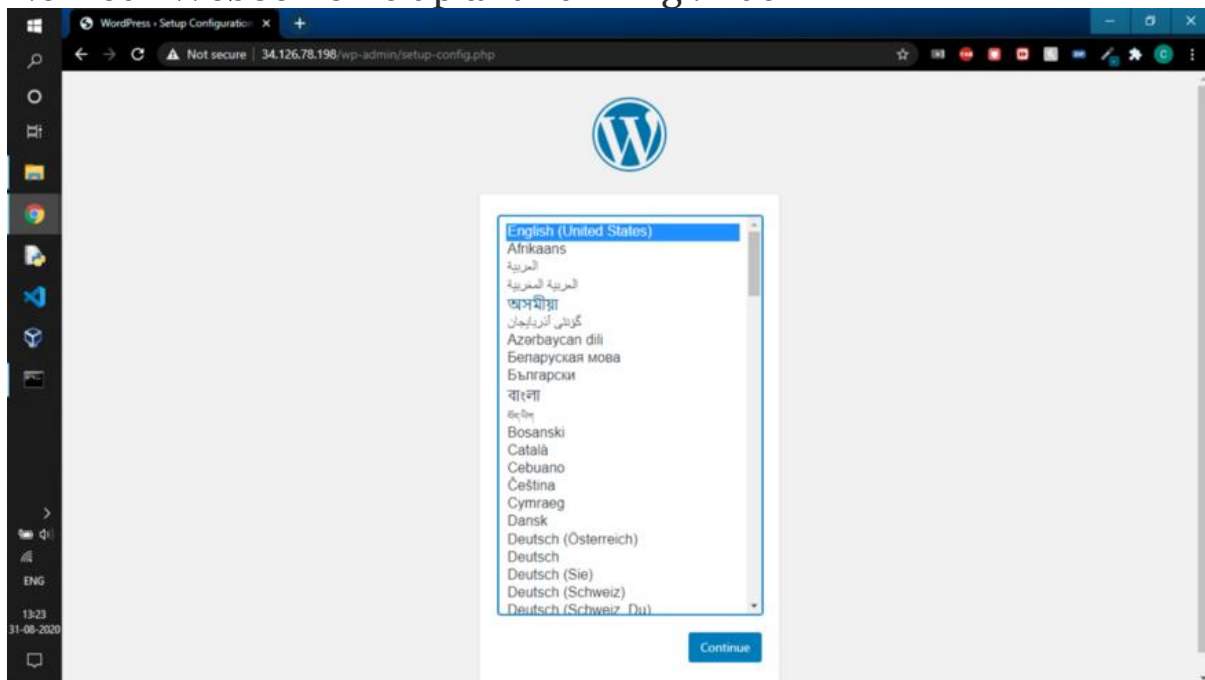 WordPress › Setup Configuration
Not secure | 34.126.78.198/wp-admin/setup-config.php
English (United States)
Afrikaans
العربية
العربية المغربية
অসমীয়া
گؤنئی آذربایجان
Azərbaycan dili
Беларуская мова
Български
বাংলা
Bosanski
Català
Cebuano
Čeština
Cymraeg
Dansk
Deutsch (Österreich)
Deutsch
Deutsch (Sie)
Deutsch (Schweiz)
Deutsch (Schweiz, Du)
Continue
ENG
13:23
31-08-2020